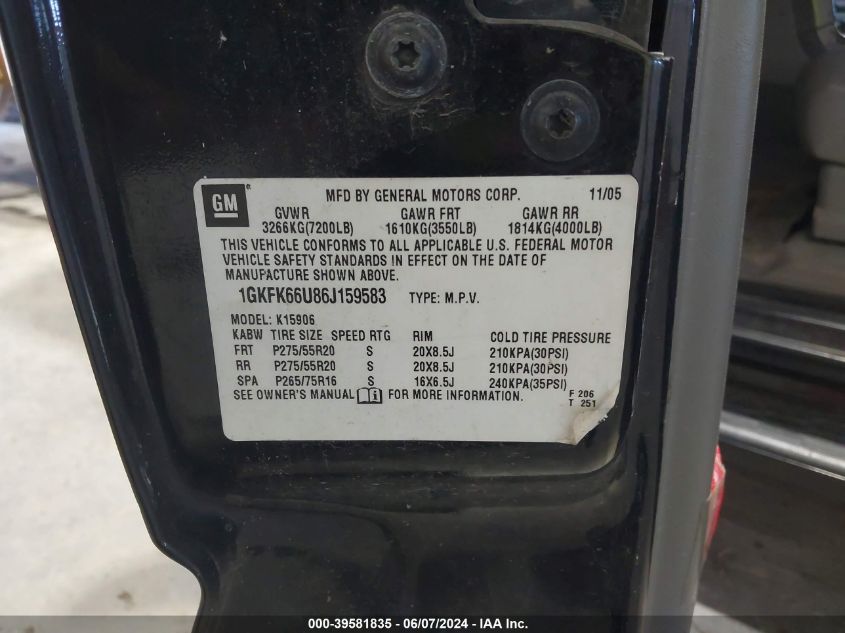 GM ® MFD BY GENERAL MOTORS CORP. 11/05
GVWR GAWR FRT GAWR RR
3266KG(7200LB) 1610KG(3550LB) 1814KG(4000LB)
THIS VEHICLE CONFORMS TO ALL APPLICABLE U.S. FEDERAL MOTOR
VEHICLE SAFETY STANDARDS IN EFFECT ON THE DATE OF
MANUFACTURE SHOWN ABOVE.
1GKFK66U86J159583 TYPE: M.P.V.
MODEL: K15906
KABW TIRE SIZE SPEED RTG RIM COLD TIRE PRESSURE
FRT P275/55R20 S 20X8.5J 210KPA(30PSI)
RR P275/55R20 S 20X8.5J 210KPA(30PSI)
SPA P265/75R16 S 16X6.5J 240KPA(35PSI)
SEE OWNER'S MANUAL i FOR MORE INFORMATION. F 206
T 251
000-39581835 - 06/07/2024 - IAA Inc.